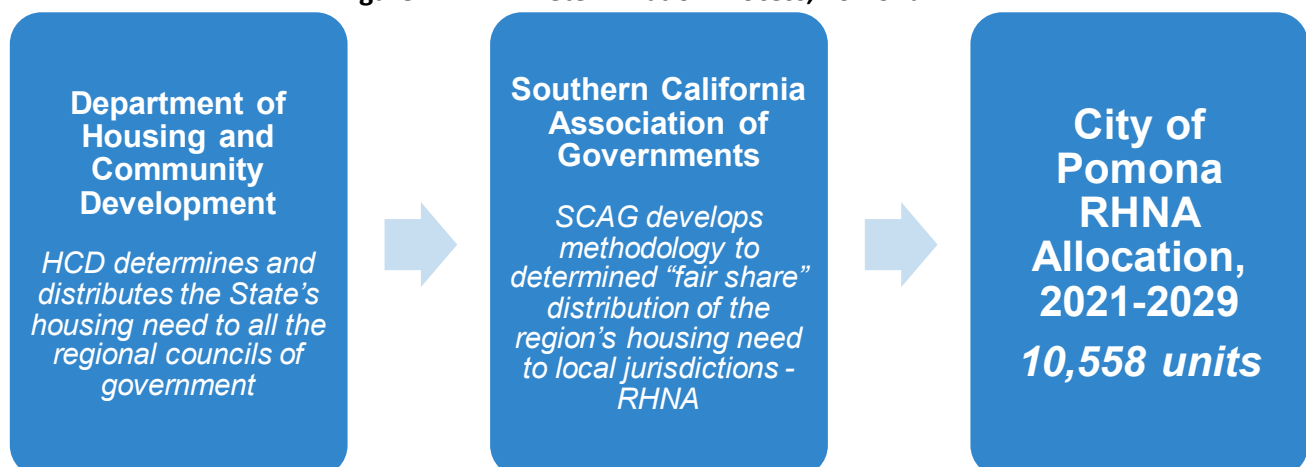 Department of
Housing and
Community
Development
HCD determines and
distributes the State’s
housing need to all the
regional councils of
government
Southern California
Association of
Governments
SCAG develops
methodology to
determined “fair share”
distribution of the
region’s housing need
to local jurisdictions -
RHNA
City of
Pomona
RHNA
Allocation,
2021-2029
10,558 units